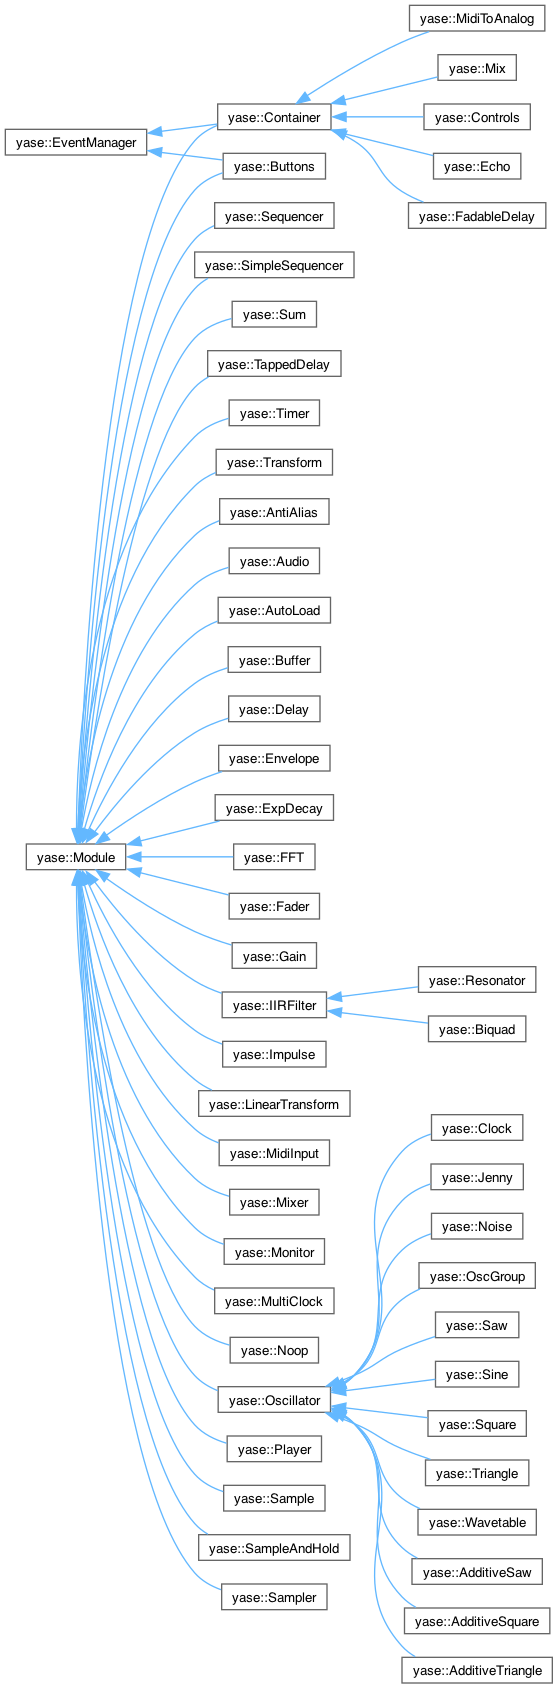 yase::MidiToAnalog
yase::Mix
yase::Container
yase::Controls
yase::EventManager
yase::Buttons
yase::Echo
yase::Sequencer
yase::FadableDelay
yase::SimpleSequencer
yase::Sum
yase::TappedDelay
yase::Timer
yase::Transform
yase::AntiAlias
yase::Audio
yase::AutoLoad
yase::Buffer
yase::Delay
yase::Envelope
yase::ExpDecay
yase::Module
yase::FFT
yase::Fader
yase::Gain
yase::Resonator
yase::IIRFilter
yase::Biquad
yase::Impulse
yase::LinearTransform
yase::Clock
yase::MidiInput
yase::Jenny
yase::Mixer
yase::Noise
yase::Monitor
yase::OscGroup
yase::MultiClock
yase::Saw
yase::Noop
yase::Sine
yase::Oscillator
yase::Square
yase::Player
yase::Triangle
yase::Sample
yase::Wavetable
yase::SampleAndHold
yase::AdditiveSaw
yase::Sampler
yase::AdditiveSquare
yase::AdditiveTriangle